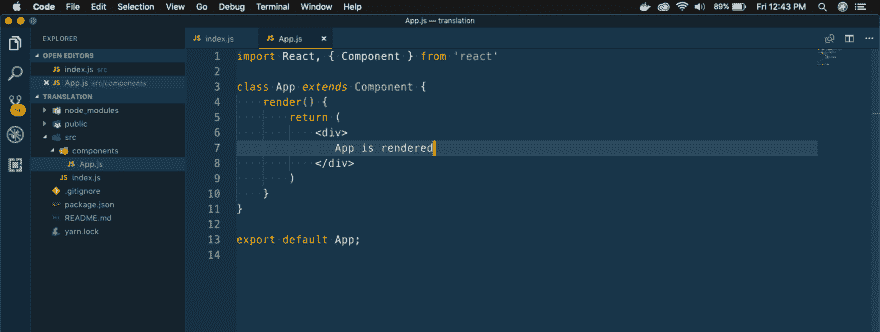 Code File Edit Selection View Go Debug Terminal Window Help 89% Fri 12:43 PM
App.js — translation
EXPLORER
OPEN EDITORS
JS index.js src
× JS App.js src/components
TRANSLATION
node_modules
public
src
components
JS App.js
JS index.js
.gitignore
package.json
README.md
yarn.lock
JS index.js JS App.js ×
1 import React, { Component } from 'react'
2
3 class App extends Component {
4 render() {
5 return (
6 <div>
7 App is rendered
8 </div>
9 )
10 }
11 }
12
13 export default App;
14